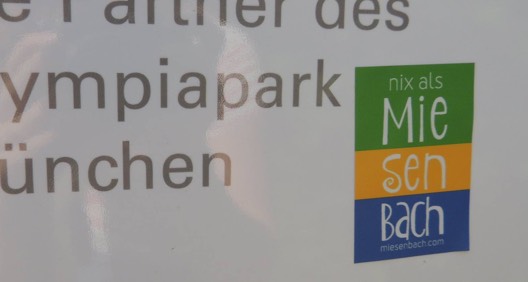 Partner des
ympiapark
ünchen
nix als
Mie
sen
Bach
miesenbach.com